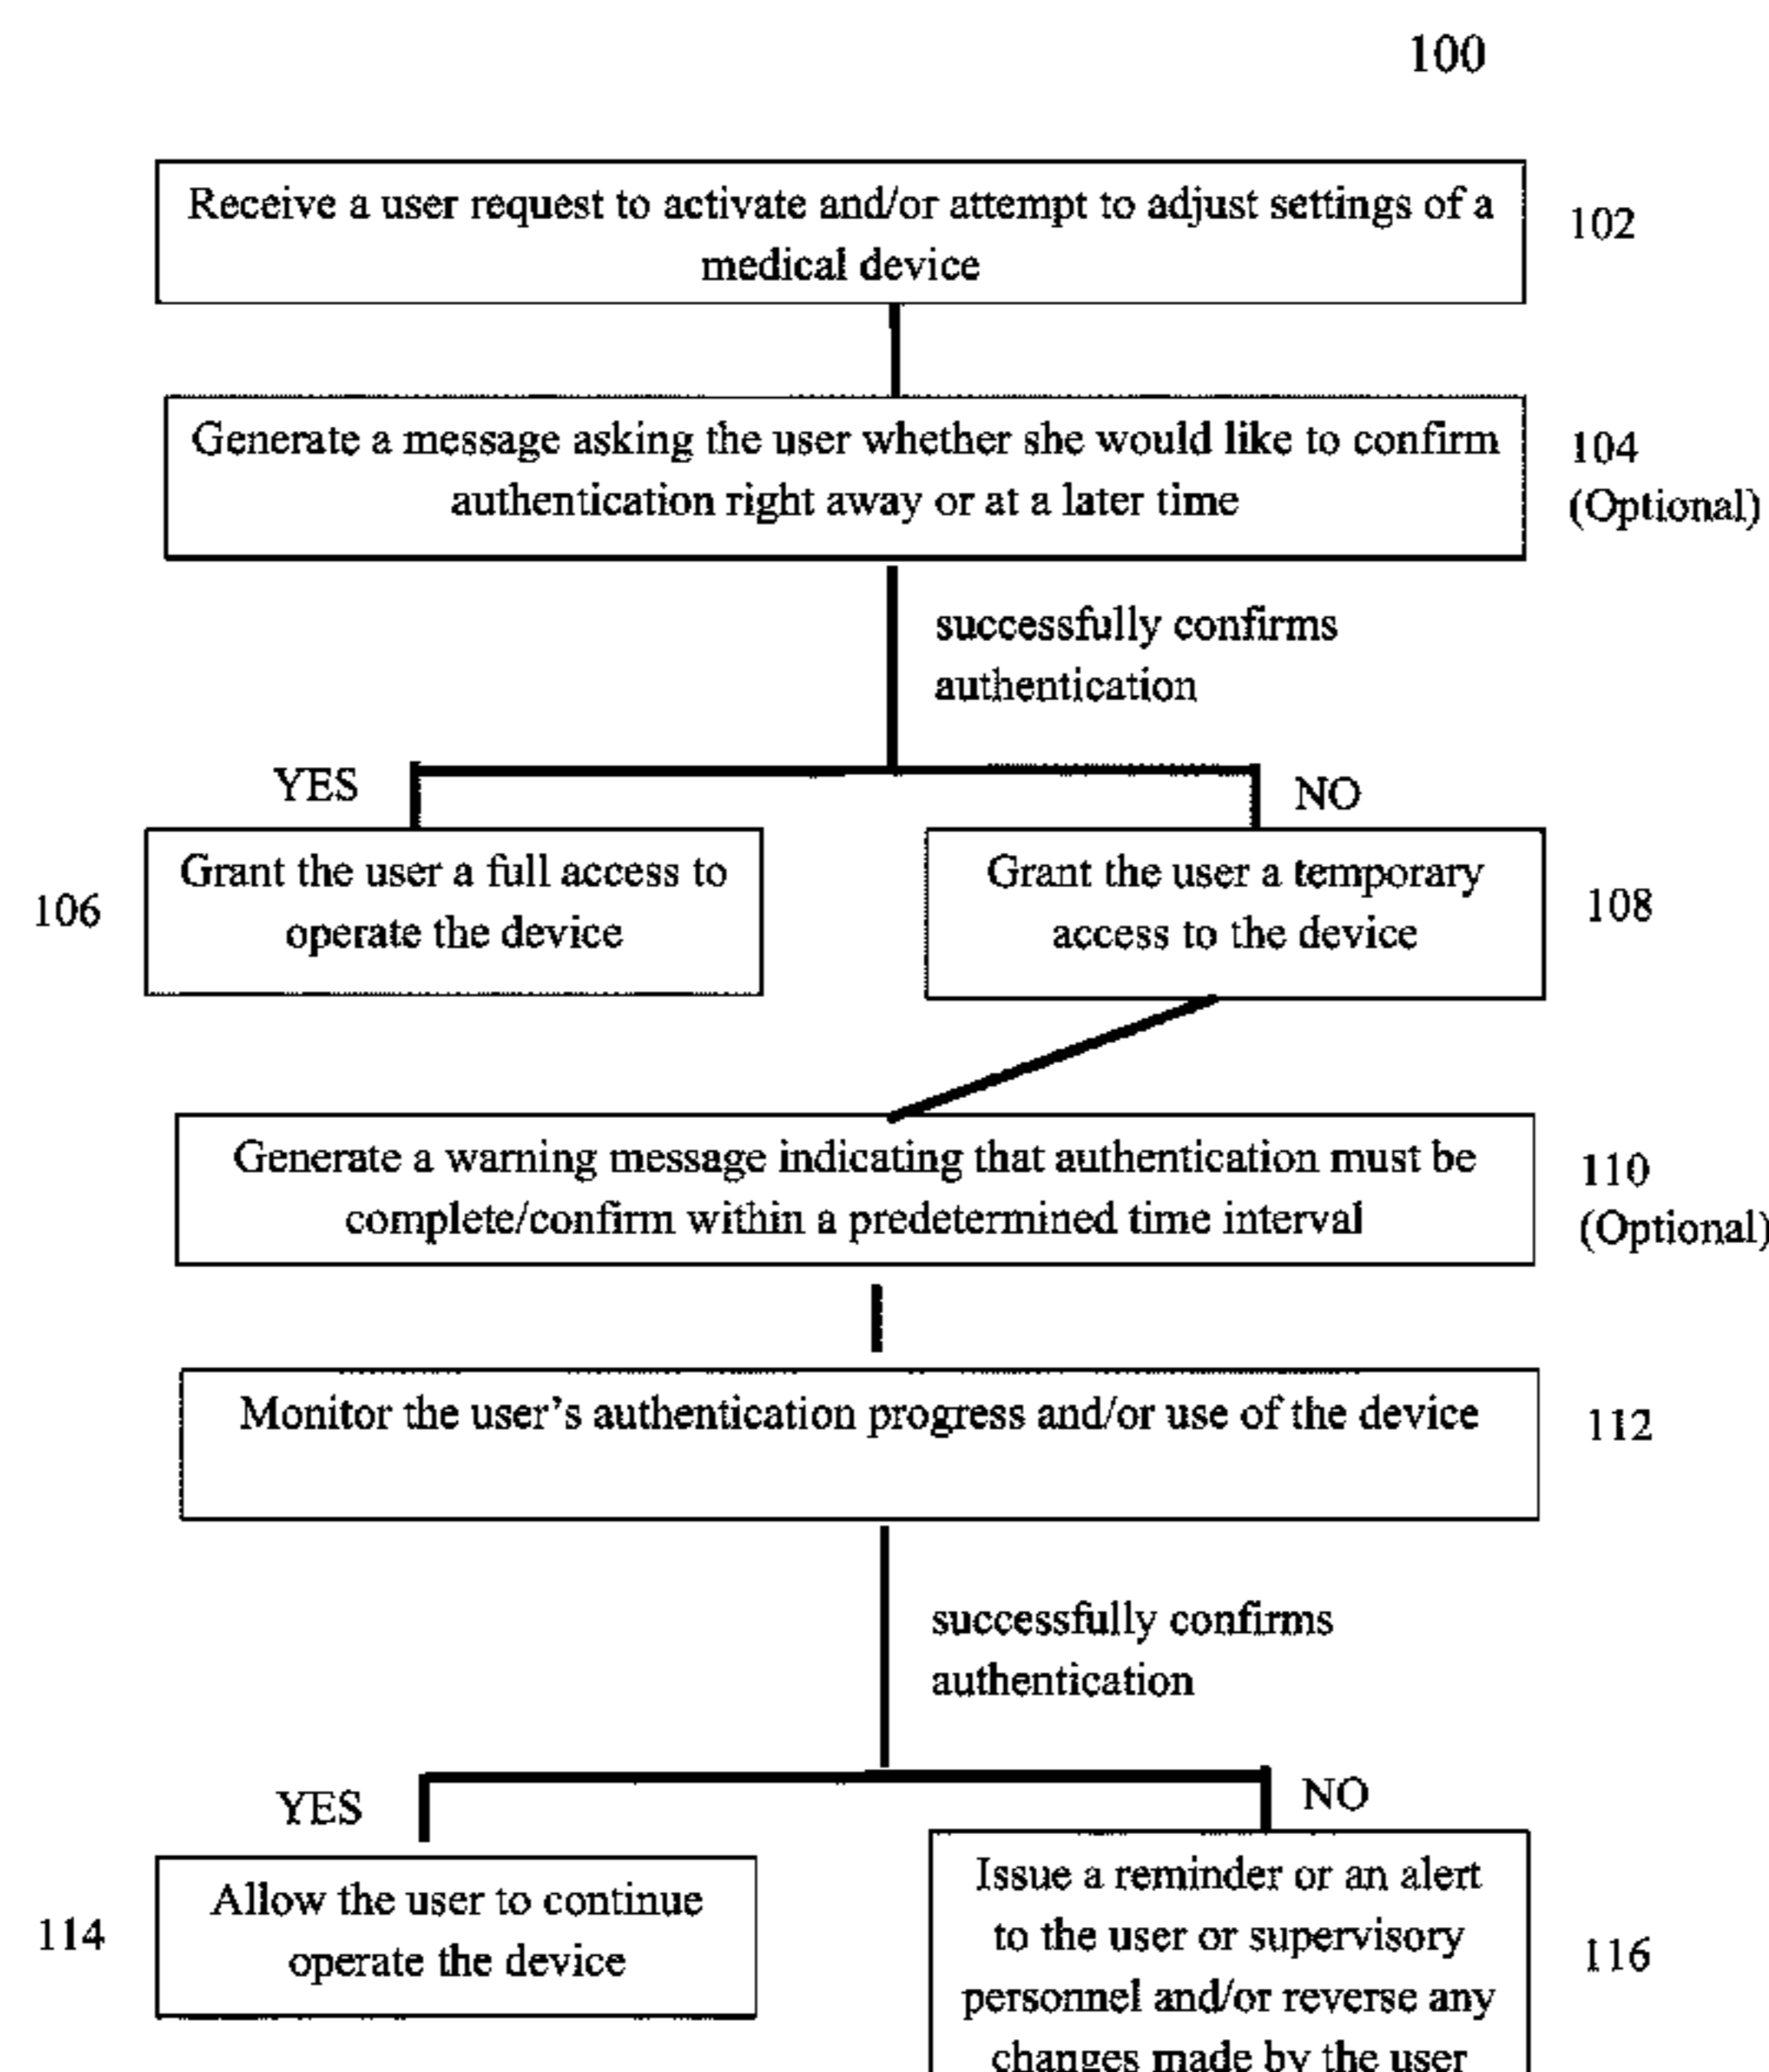 100
Receive a user request to activate and/or attempt to adjust settings of a
medical device
102
Generate a message asking the user whether she would like to confirm
authentication right away or at a later time
104
(Optional)
successfully confirms
authentication
YES
NO
Grant the user a full access to
operate the device
106
Grant the user a temporary
access to the device
108
Generate a warning message indicating that authentication must be
complete/confirm within a predetermined time interval
110
(Optional)
Monitor the user's authentication progress and/or use of the device
112
successfully confirms
authentication
YES
NO
Allow the user to continue
operate the device
114
Issue a reminder or an alert
to the user or supervisory
personnel and/or reverse any
changes made by the user
116